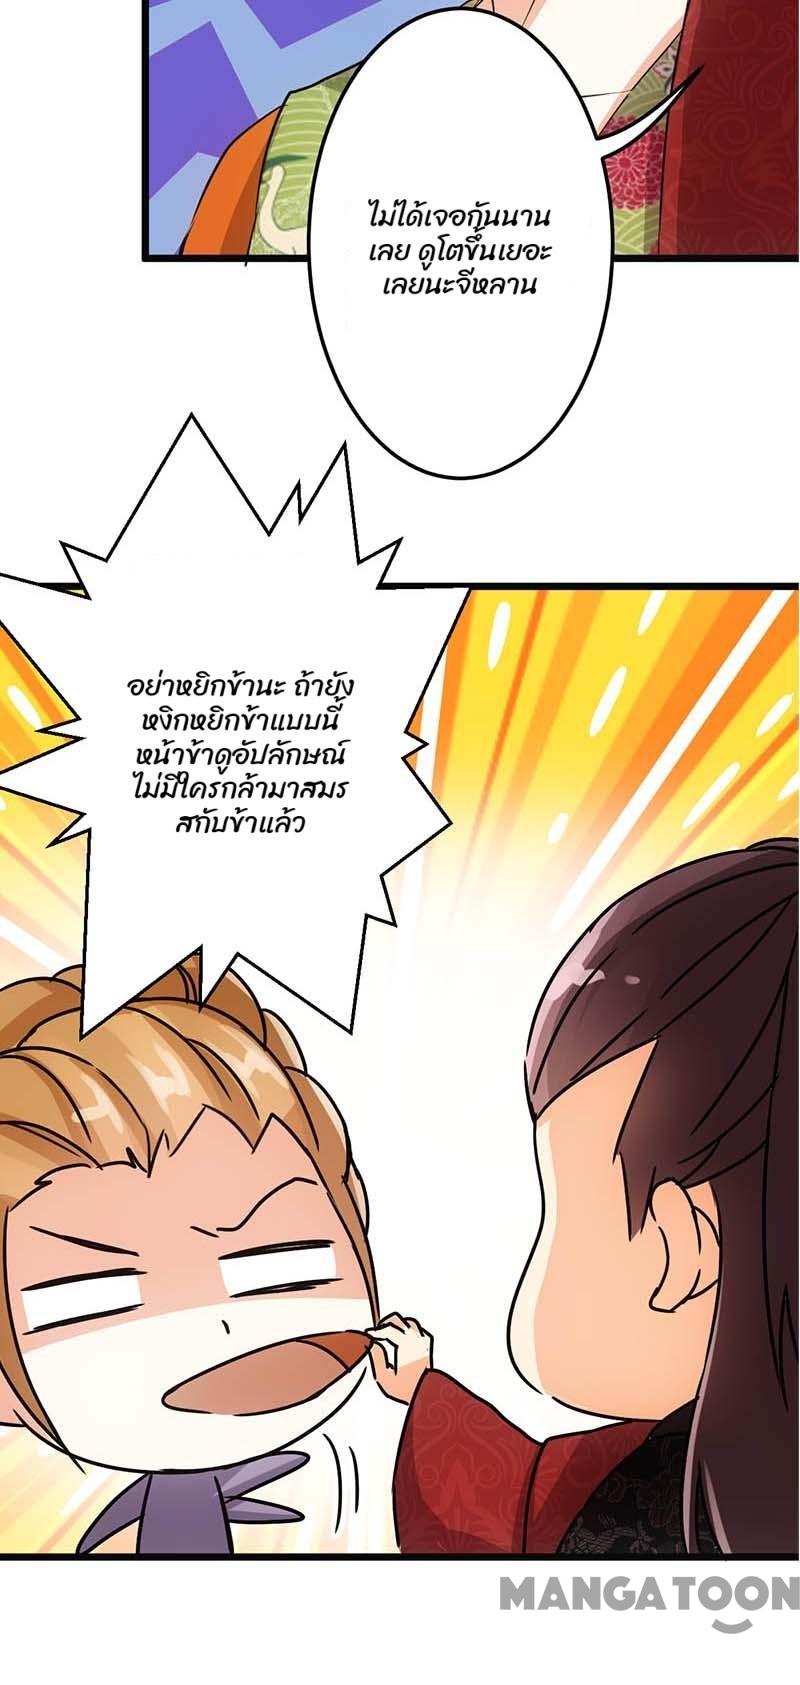 ไม่ได้เจอกันนาน
เลย ดูโตขึ้นเยอะ
เลยนะจีหลาน
อย่าหยิกข้านะ ถ้ายัง
หงิกหยิกข้าแบบนี้
หน้าข้าดูอัปลักษณ์
ไม่มีใครกล้ามาสมร
สกับข้าแล้ว
MANGATOON